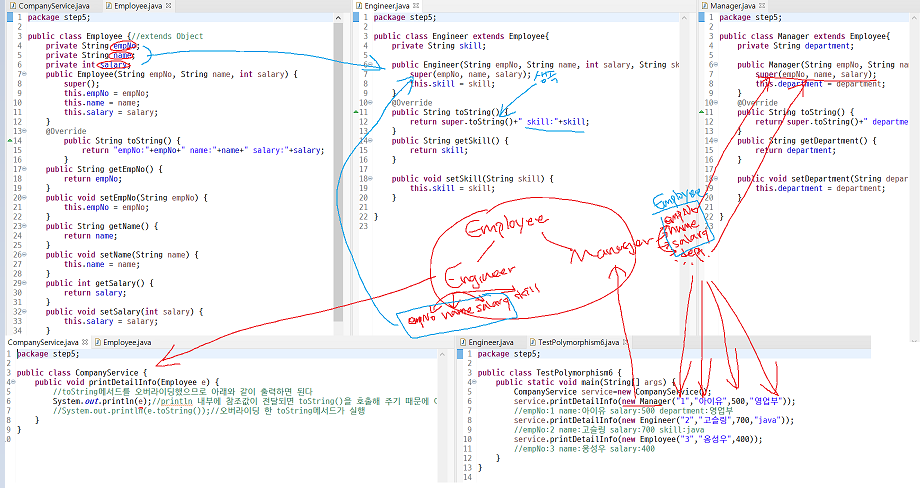 CompanyService.java Employee.java
1 package step5;
2
3 public class Employee {//extends Object
4 private String empNo;
5 private String name;
6 private int salary;
7 public Employee(String empNo, String name, int salary) {
8 super();
9 this.empNo = empNo;
10 this.name = name;
11 this.salary = salary;
12 }
13 @Override
14 public String toString() {
15 return "empNo:"+empNo+" name:"+name+" salary:"+salary;
16 }
17 public String getEmpNo() {
18 return empNo;
19 }
20 public void setEmpNo(String empNo) {
21 this.empNo = empNo;
22 }
23 public String getName() {
24 return name;
25 }
26 public void setName(String name) {
27 this.name = name;
28 }
29 public int getSalary() {
30 return salary;
31 }
32 public void setSalary(int salary) {
33 this.salary = salary;
34 }
Engineer.java
1 package step5;
2
3 public class Engineer extends Employee{
4 private String skill;
5
6 public Engineer(String empNo, String name, int salary, String sk
7 super(empNo, name, salary);
8 this.skill = skill;
9 }
10 @Override
11 public String toString() {
12 return super.toString()+" skill:"+skill;
13 }
14 public String getSkill() {
15 return skill;
16 }
17
18 public void setSkill(String skill) {
19 this.skill = skill;
20 }
21
22 }
23
Manager.java
1 package step5;
2
3 public class Manager extends Employee{
4 private String department;
5
6 public Manager(String empNo, String name
7 super(empNo, name, salary);
8 this.department = department;
9 }
10 @Override
11 public String toString() {
12 return super.toString()+" department
13 }
14 public String getDepartment() {
15 return department;
16 }
17
18 public void setDepartment(String depart
19 this.department = department;
20 }
21
22 }
23
Employee
Engineer
Manager
empNo name salary skill
Employee
empNo
name
salary
CompanyService.java Employee.java
1 package step5;
2
3 public class CompanyService {
4 public void printDetailInfo(Employee e) {
5 //toString메서드를 오버라이딩했으므로 아래와 같이 출력하면 된다
6 System.out.println(e);//println 내부에 참조값이 전달되면 toString()을 호출해 주기 때문에
7 //System.out.println(e.toString());//오버라이딩 한 toString메서드가 실행
8 }
9 }
10
Engineer.java TestPolymorphism6.java
1 package step5;
2
3 public class TestPolymorphism6 {
4 public static void main(String[] args) {
5 CompanyService service=new CompanyService();
6 service.printDetailInfo(new Manager("1","아이유",500,"영업부"));
7 //empNo:1 name:아이유 salary:500 department:영업부
8 service.printDetailInfo(new Engineer("2","고슬링",700,"java"));
9 //empNo:2 name:고슬링 salary:700 skill:java
10 service.printDetailInfo(new Employee("3","옹성우",400));
11 //empNo:3 name:옹성우 salary:400
12 }
13 }
14